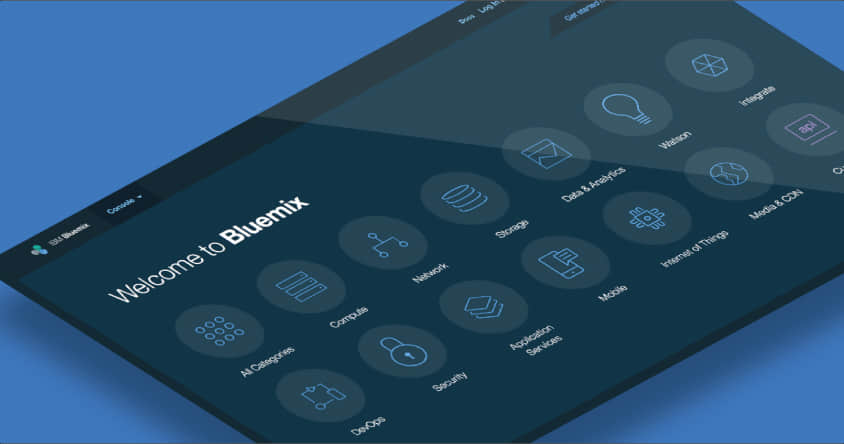 Docs Log In
Get started
IBM Bluemix
Console
Welcome to Bluemix
All Categories
Compute
Network
Storage
Data & Analytics
Watson
Integrate
DevOps
Security
Application
Services
Mobile
Internet of Things
Media & CDN
api